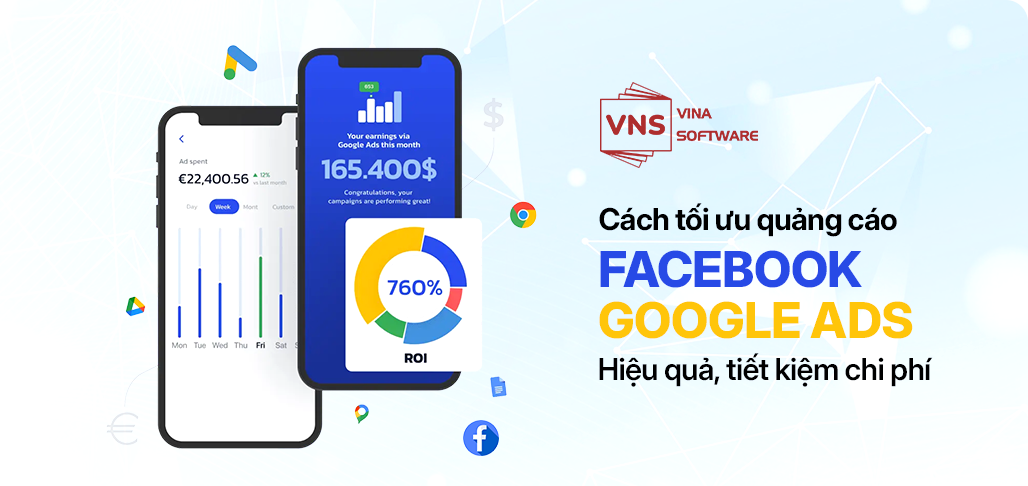 Ad spent
€22,400.56
▲ 12%
vs last month
Day Week Mont Custom
Mon Tue Wed Thu Fri Sat S
853
Your earnings via
Google Ads this month
165.400$
Congratulations, your
campaigns are performing great!
760%
ROI
$
€
VNS
VINA
SOFTWARE
Cách tối ưu quảng cáo
FACEBOOK
GOOGLE ADS
Hiệu quả, tiết kiệm chi phí